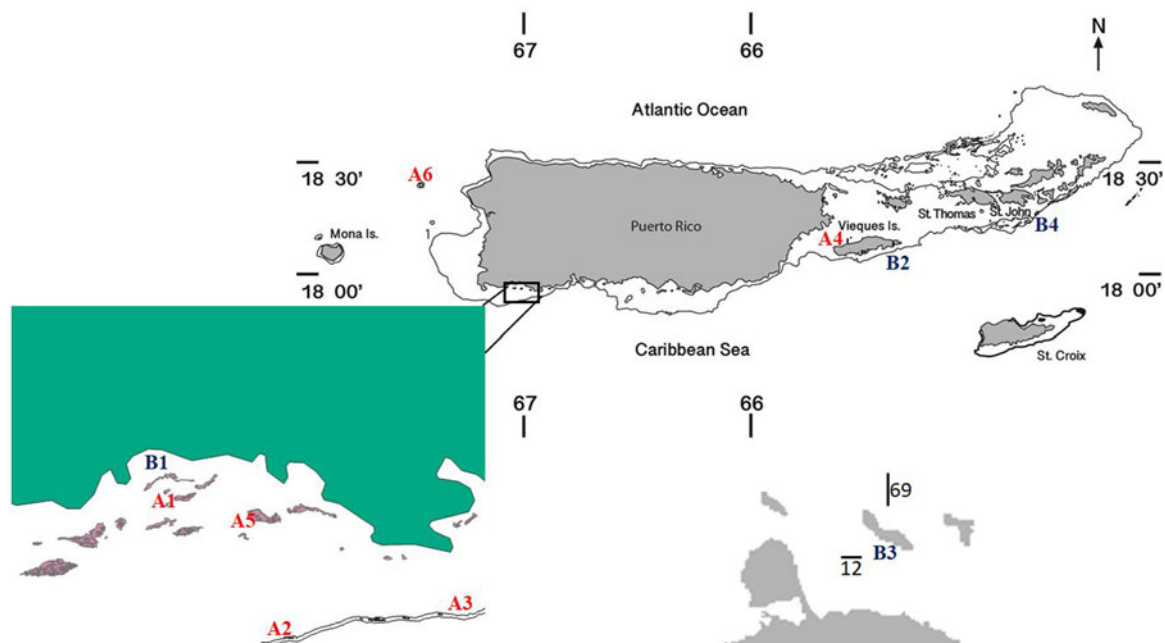 67
66
N
Atlantic Ocean
18 30'
A6
18 30'
Puerto Rico
St. Thomas
St. John
Mona Is.
1
A4
Vieques Is.
B4
B2
18 00'
18 00'
Caribbean Sea
St. Croix
67
66
B1
A1
A5
69
12
B3
A2
A3